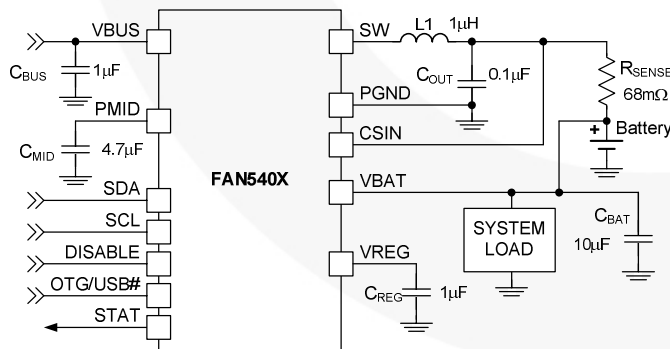 VBUS
C_BUS 1µF
PMID
C_MID 4.7µF
SDA
SCL
DISABLE
OTG/USB#
STAT
FAN540X
SW
L1 1µH
C_OUT 0.1µF
PGND
CSIN
R_SENSE
68mΩ
+ Battery
VBAT
SYSTEM
LOAD
C_BAT
10µF
VREG
C_REG 1µF